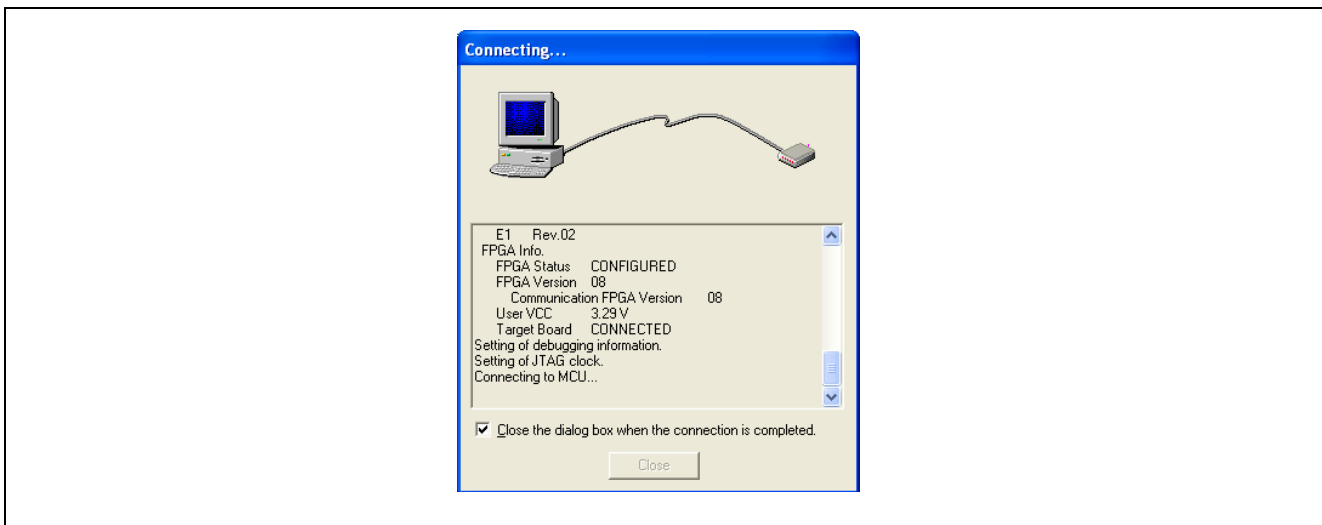 Connecting...
E1 Rev.02
FPGA Info.
FPGA Status CONFIGURED
FPGA Version 08
Communication FPGA Version 08
User VCC 3.29 V
Target Board CONNECTED
Setting of debugging information.
Setting of JTAG clock.
Connecting to MCU...
Close the dialog box when the connection is completed.
Close